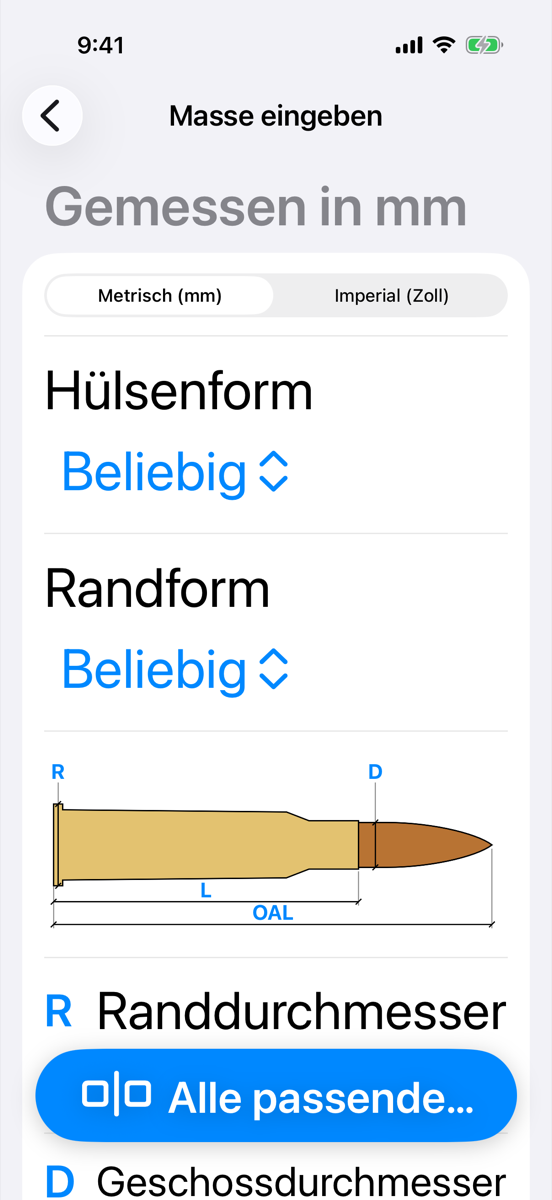 9:41
Masse eingeben
Gemessen in mm
Metrisch (mm)
Imperial (Zoll)
Hülsenform
Beliebig
Randform
Beliebig
R
D
L
OAL
R Randdurchmesser
Alle passende...
D Geschossdurchmesser